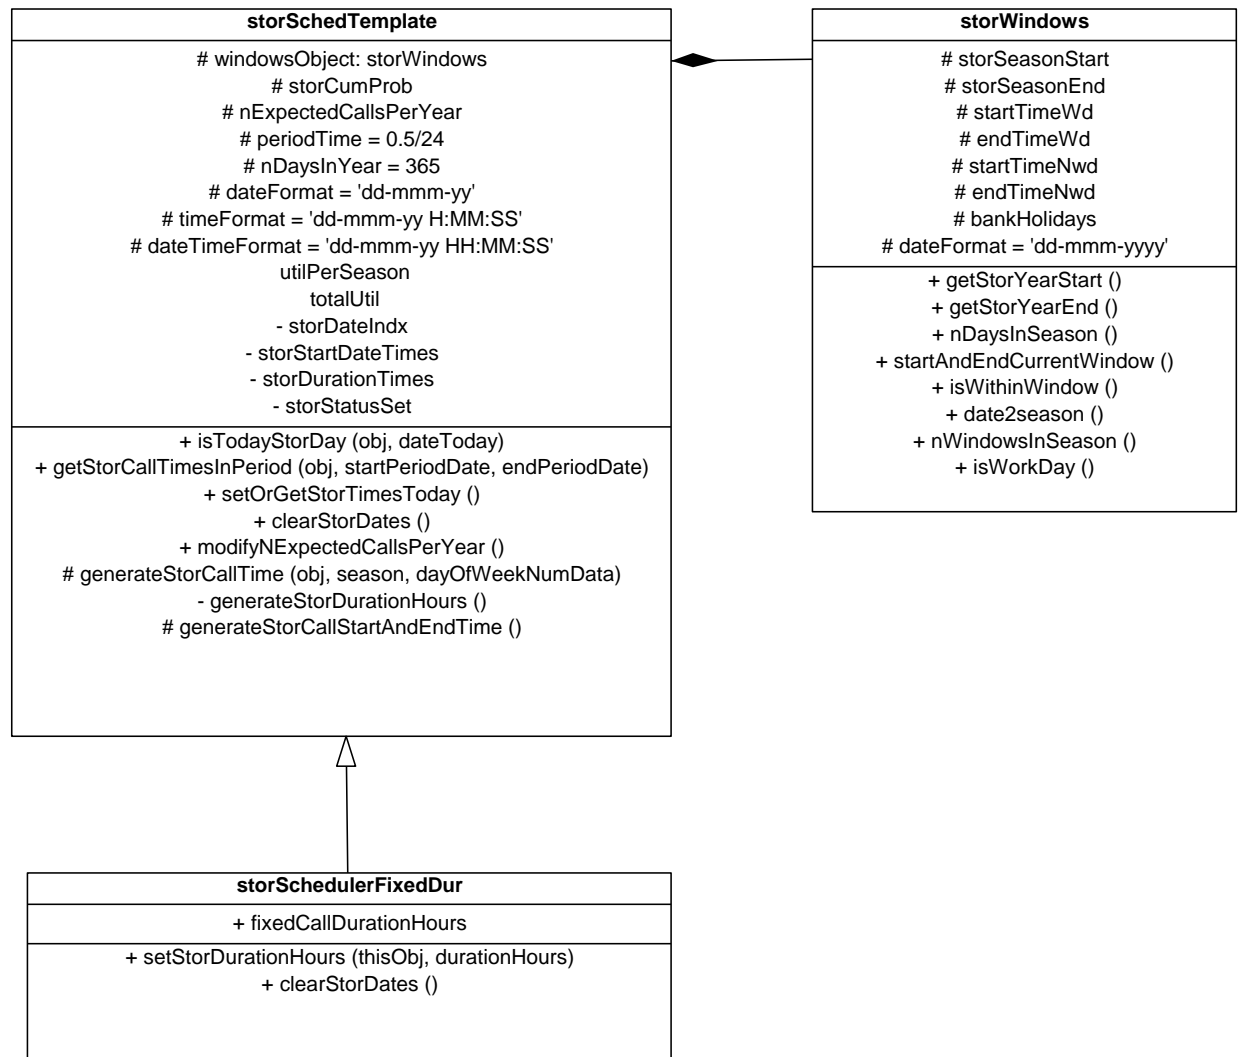 storSchedTemplate
# windowsObject: storWindows
# storCumProb
# nExpectedCallsPerYear
# periodTime = 0.5/24
# nDaysInYear = 365
# dateFormat = 'dd-mmm-yy'
# timeFormat = 'dd-mmm-yy H:MM:SS'
# dateTimeFormat = 'dd-mmm-yy HH:MM:SS'
utilPerSeason
totalUtil
- storDateIndx
- storStartDateTimes
- storDurationTimes
- storStatusSet
+ isTodayStorDay (obj, dateToday)
+ getStorCallTimesInPeriod (obj, startPeriodDate, endPeriodDate)
+ setOrGetStorTimesToday ()
+ clearStorDates ()
+ modifyNExpectedCallsPerYear ()
# generateStorCallTime (obj, season, dayOfWeekNumData)
- generateStorDurationHours ()
# generateStorCallStartAndEndTime ()
storWindows
# storSeasonStart
# storSeasonEnd
# startTimeWd
# endTimeWd
# startTimeNwd
# endTimeNwd
# bankHolidays
# dateFormat = 'dd-mmm-yyyy'
+ getStorYearStart ()
+ getStorYearEnd ()
+ nDaysInSeason ()
+ startAndEndCurrentWindow ()
+ isWithinWindow ()
+ date2season ()
+ nWindowsInSeason ()
+ isWorkDay ()
storSchedulerFixedDur
+ fixedCallDurationHours
+ setStorDurationHours (thisObj, durationHours)
+ clearStorDates ()